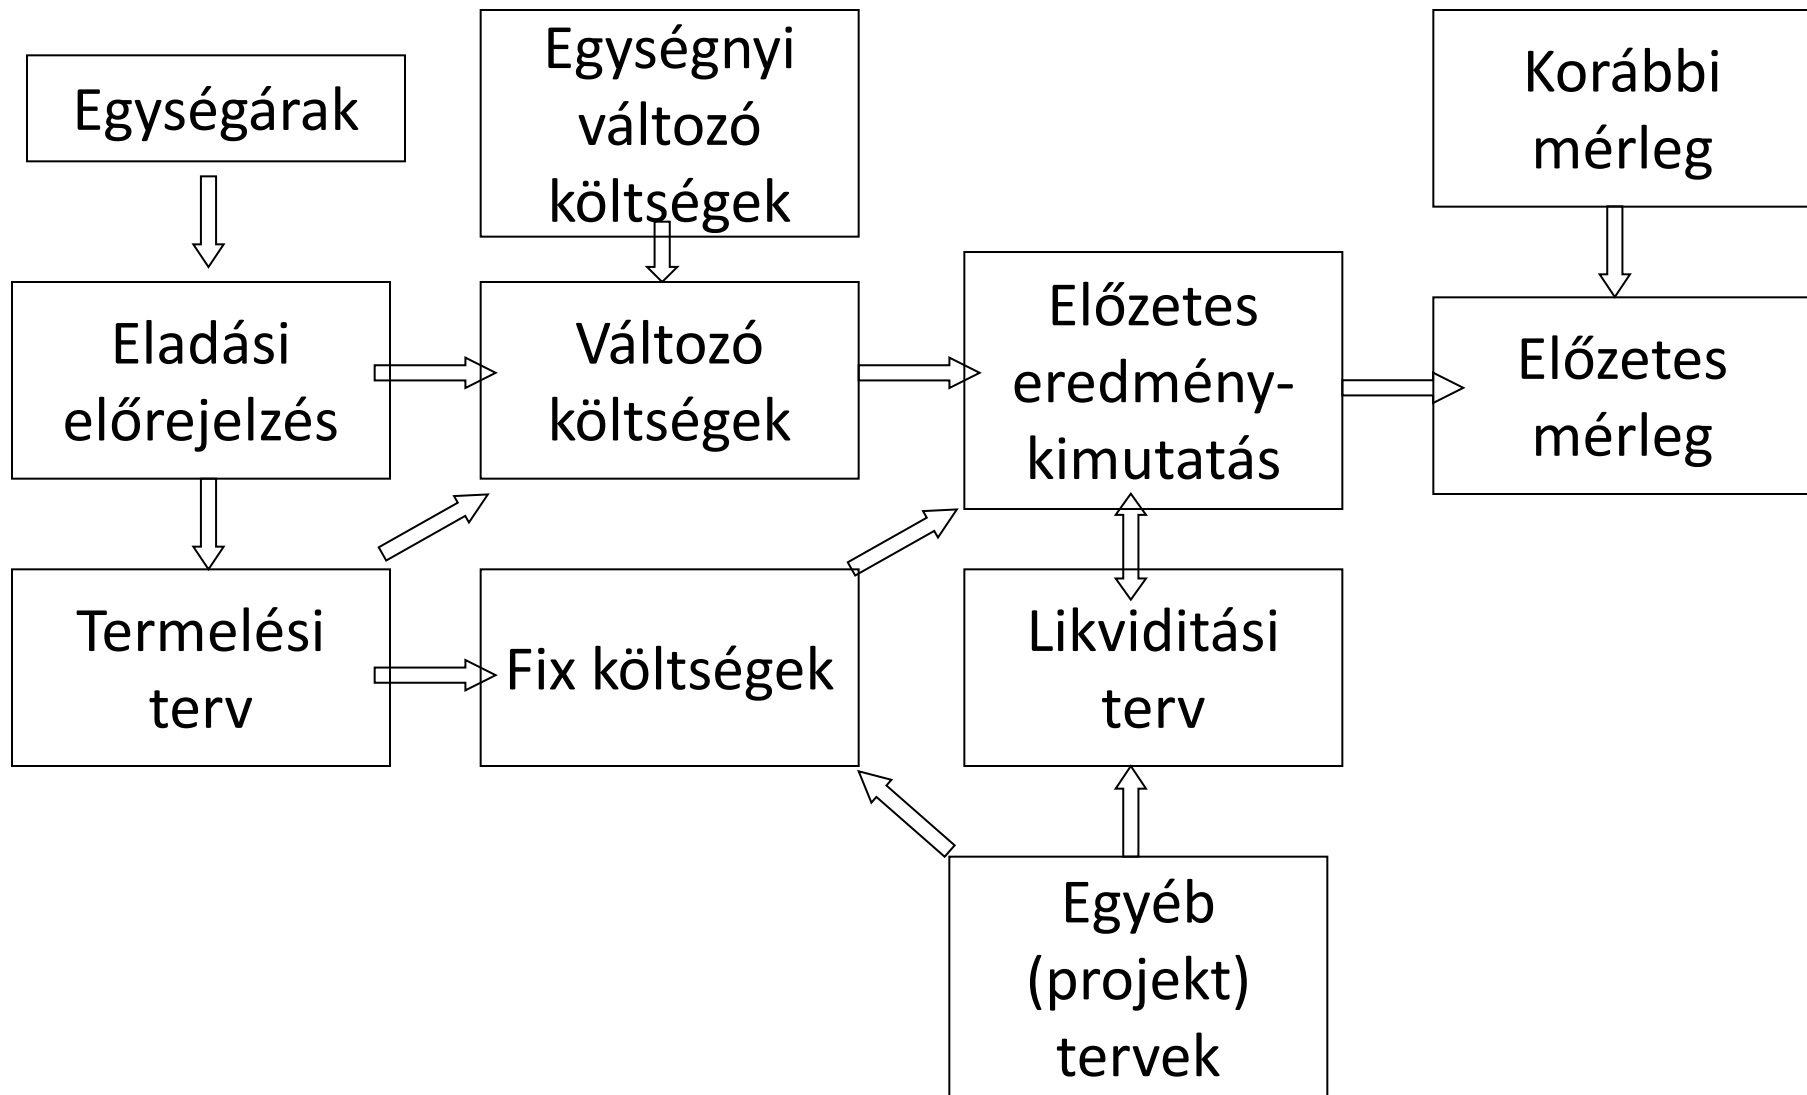 Egységárak
Egységnyi
változó
költségek
Korábbi
mérleg
Eladási
előrejelzés
Változó
költségek
Előzetes
eredmény-
kimutatás
Előzetes
mérleg
Termelési
terv
Fix költségek
Likviditási
terv
Egyéb
(projekt)
tervek